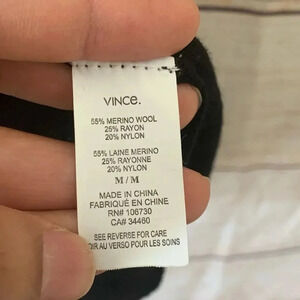 VINCE.
55% MERINO WOOL
25% RAYON
20% NYLON
55% LAINE MERINO
25% RAYONNE
20% NYLON
M / M
MADE IN CHINA
FABRIQUÉ EN CHINE
RN# 106730
CA# 34460
SEE REVERSE FOR CARE
OIR AU VERSO POUR LES SOINS